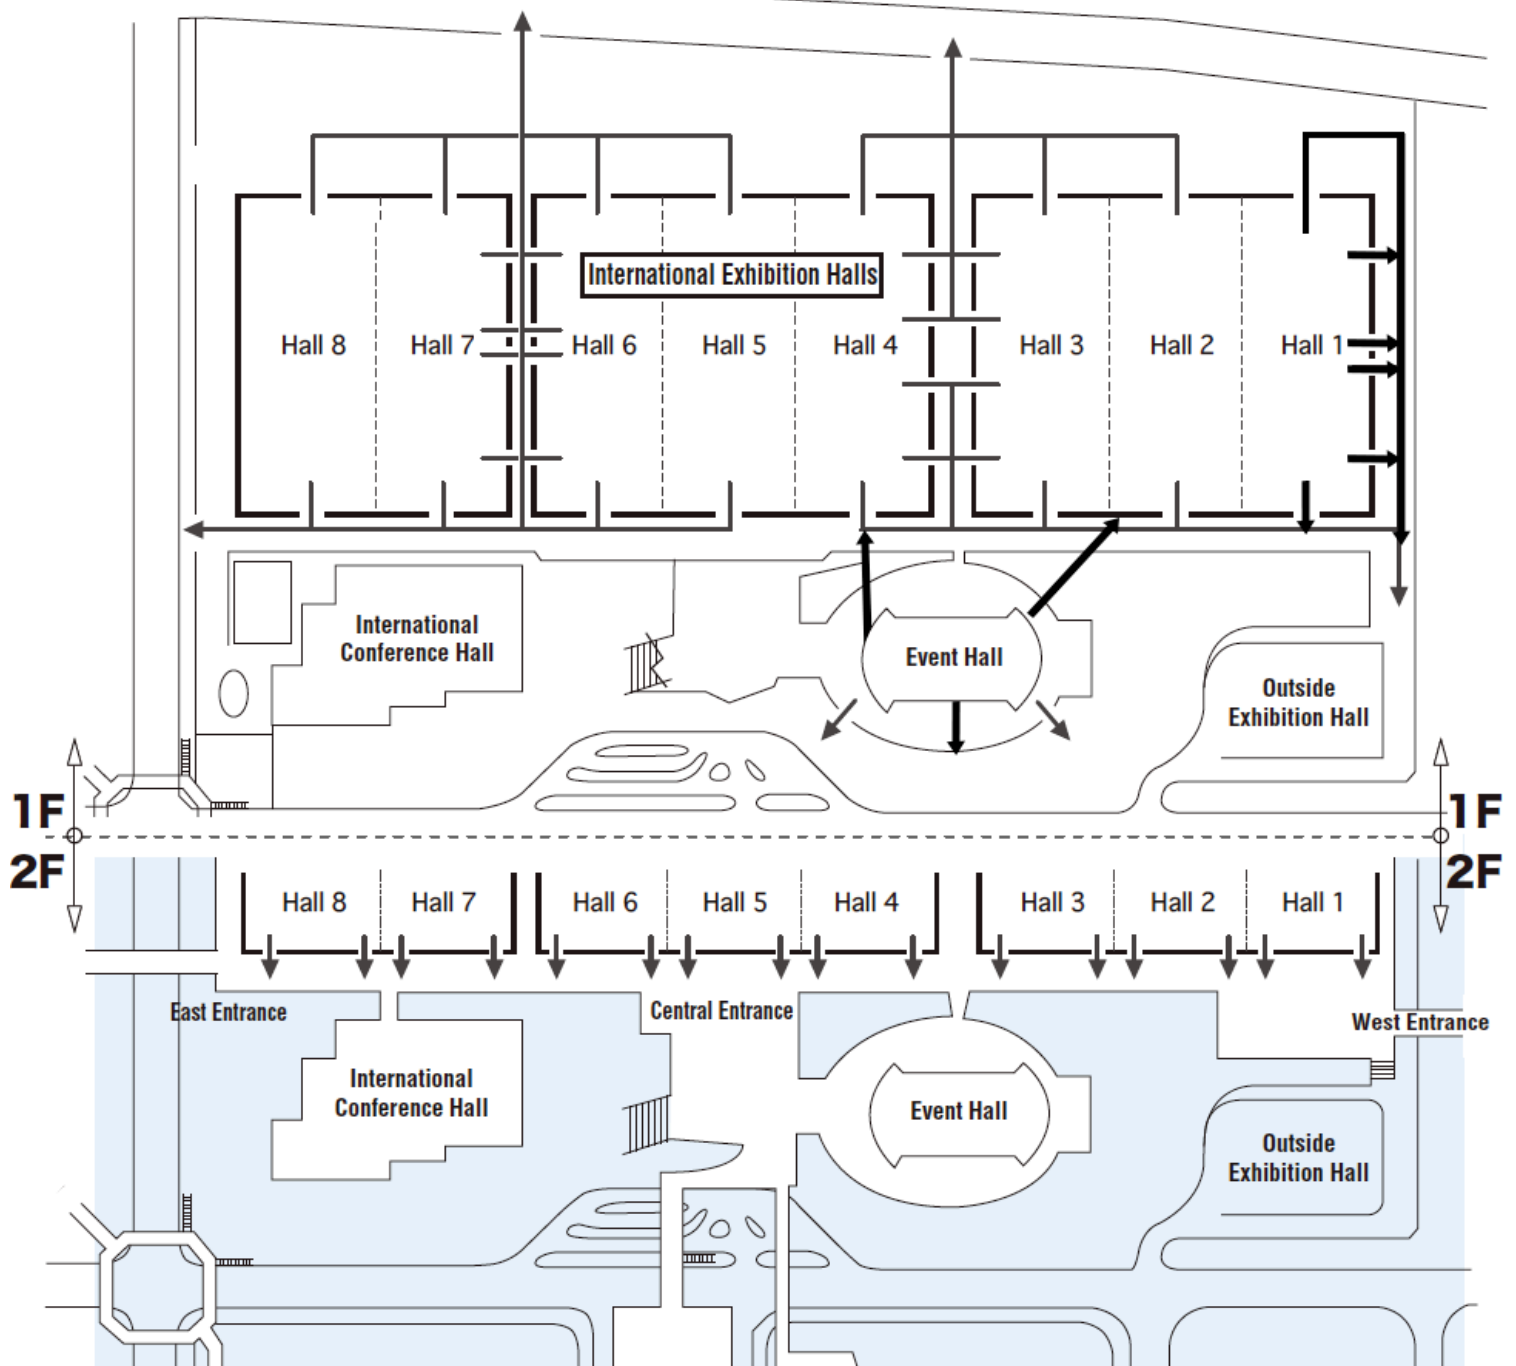 International Exhibition Halls
Hall 8
Hall 7
Hall 6
Hall 5
Hall 4
Hall 3
Hall 2
Hall 1
International
Conference Hall
Event Hall
Outside
Exhibition Hall
1F
1F
2F
2F
Hall 8
Hall 7
Hall 6
Hall 5
Hall 4
Hall 3
Hall 2
Hall 1
East Entrance
Central Entrance
West Entrance
International
Conference Hall
Event Hall
Outside
Exhibition Hall